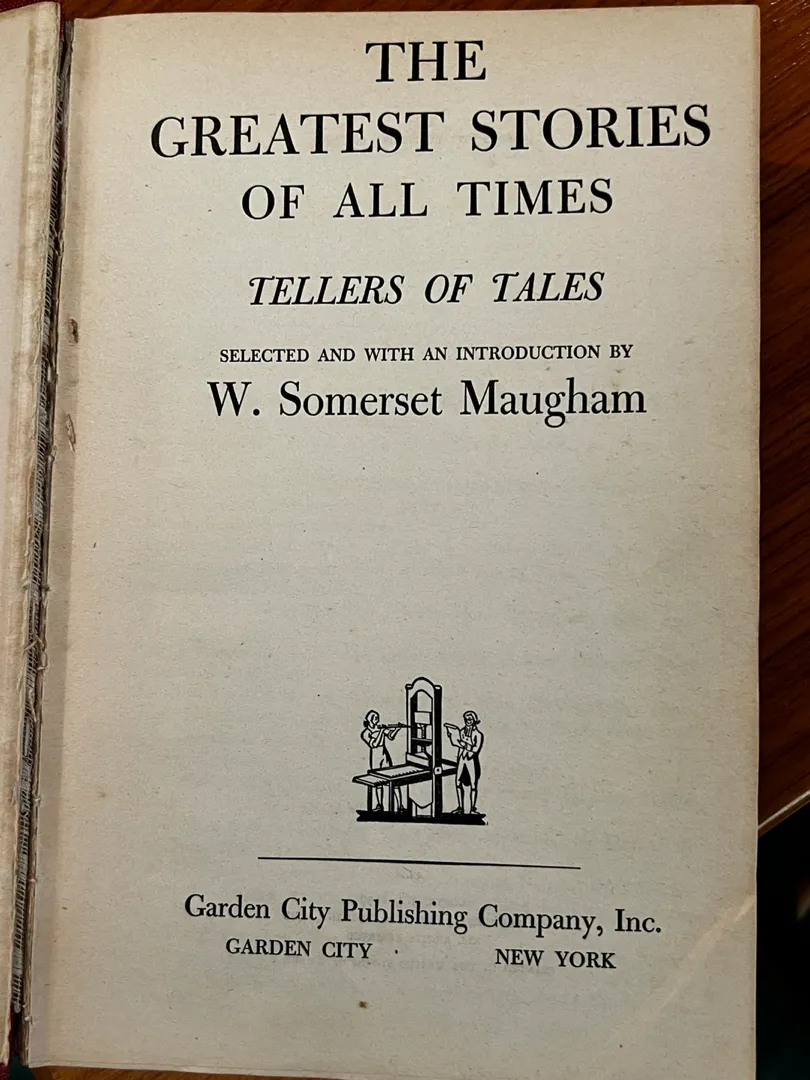 THE
GREATEST STORIES
OF ALL TIMES
TELLERS OF TALES
SELECTED AND WITH AN INTRODUCTION BY
W. Somerset Maugham
Garden City Publishing Company, Inc.
GARDEN CITY · NEW YORK